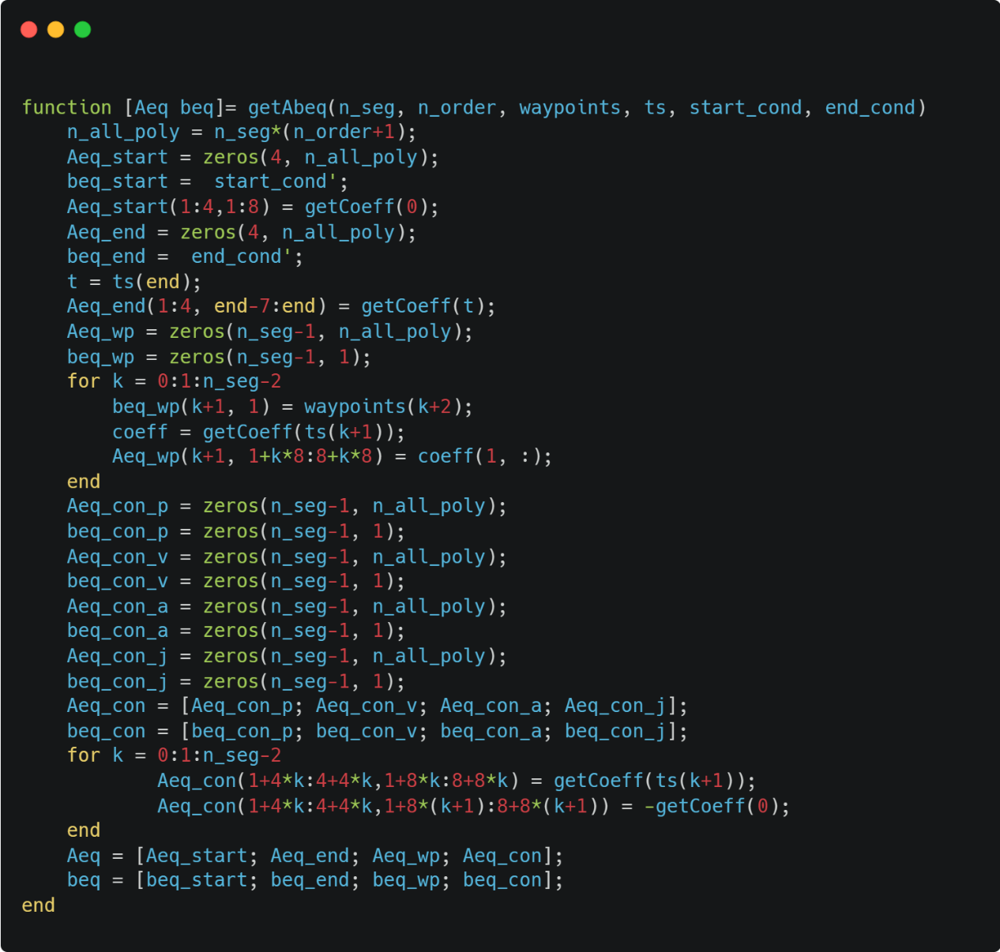 function [Aeq beq]= getAbeq(n_seg, n_order, waypoints, ts, start_cond, end_cond)
    n_all_poly = n_seg*(n_order+1);
    Aeq_start = zeros(4, n_all_poly);
    beq_start =  start_cond';
    Aeq_start(1:4,1:8) = getCoeff(0);
    Aeq_end = zeros(4, n_all_poly);
    beq_end =  end_cond';
    t = ts(end);
    Aeq_end(1:4, end-7:end) = getCoeff(t);
    Aeq_wp = zeros(n_seg-1, n_all_poly);
    beq_wp = zeros(n_seg-1, 1);
    for k = 0:1:n_seg-2
        beq_wp(k+1, 1) = waypoints(k+2);
        coeff = getCoeff(ts(k+1));
        Aeq_wp(k+1, 1+k*8:8+k*8) = coeff(1, :);
    end
    Aeq_con_p = zeros(n_seg-1, n_all_poly);
    beq_con_p = zeros(n_seg-1, 1);
    Aeq_con_v = zeros(n_seg-1, n_all_poly);
    beq_con_v = zeros(n_seg-1, 1);
    Aeq_con_a = zeros(n_seg-1, n_all_poly);
    beq_con_a = zeros(n_seg-1, 1);
    Aeq_con_j = zeros(n_seg-1, n_all_poly);
    beq_con_j = zeros(n_seg-1, 1);
    Aeq_con = [Aeq_con_p; Aeq_con_v; Aeq_con_a; Aeq_con_j];
    beq_con = [beq_con_p; beq_con_v; beq_con_a; beq_con_j];
    for k = 0:1:n_seg-2
            Aeq_con(1+4*k:4+4*k,1+8*k:8+8*k) = getCoeff(ts(k+1));
            Aeq_con(1+4*k:4+4*k,1+8*(k+1):8+8*(k+1)) = -getCoeff(0);
    end
    Aeq = [Aeq_start; Aeq_end; Aeq_wp; Aeq_con];
    beq = [beq_start; beq_end; beq_wp; beq_con];
end